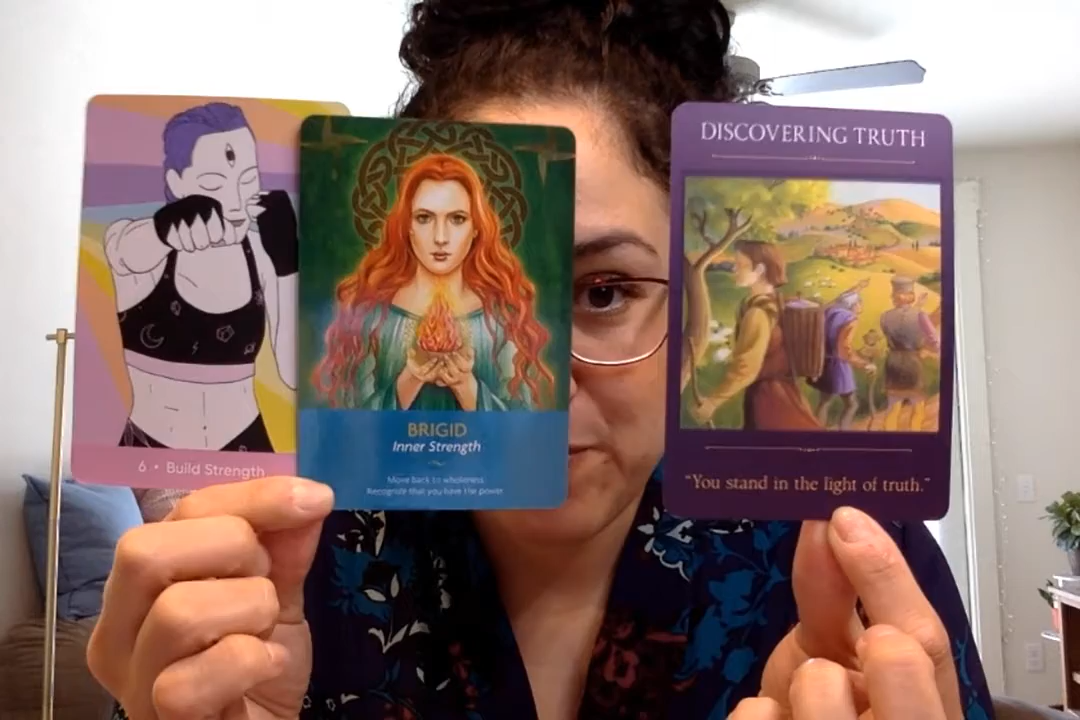 6 • Build Strength
BRIGID
Inner Strength
Move back to wholeness.
Recognize that you have the power
DISCOVERING TRUTH
"You stand in the light of truth."